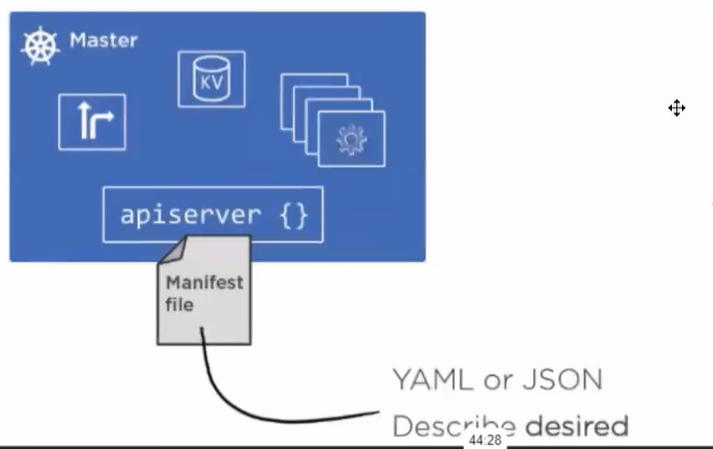 Master
KV
apiserver {}
Manifest
file
YAML or JSON
Describe desired
44:28